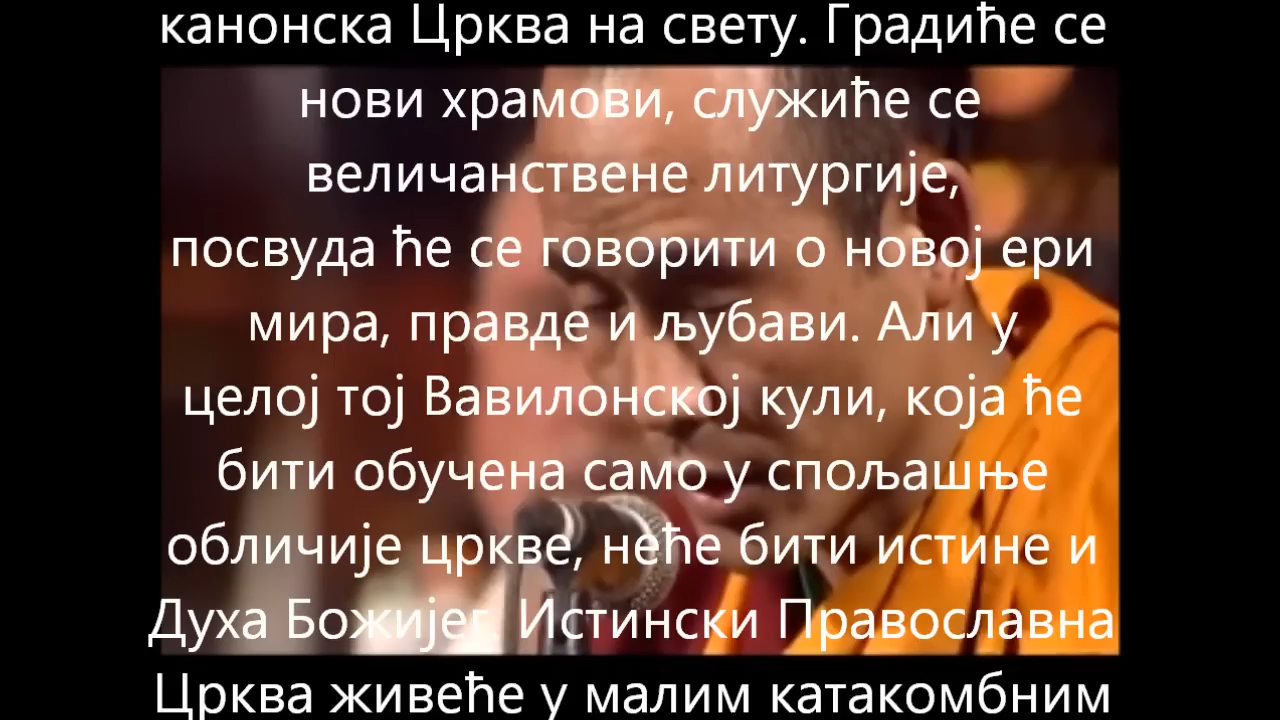 канонска Црква на свету. Градиће се
нови храмови, служиће се
величанствене литургије,
посвуда ће се говорити о новој ери
мира, правде и љубави. Али у
целој тој Вавилонској кули, која ће
бити обучена само у спољашње
обличије цркве, неће бити истине и
Духа Божијег. Истински Православна
Црква живеће у малим катакомбним